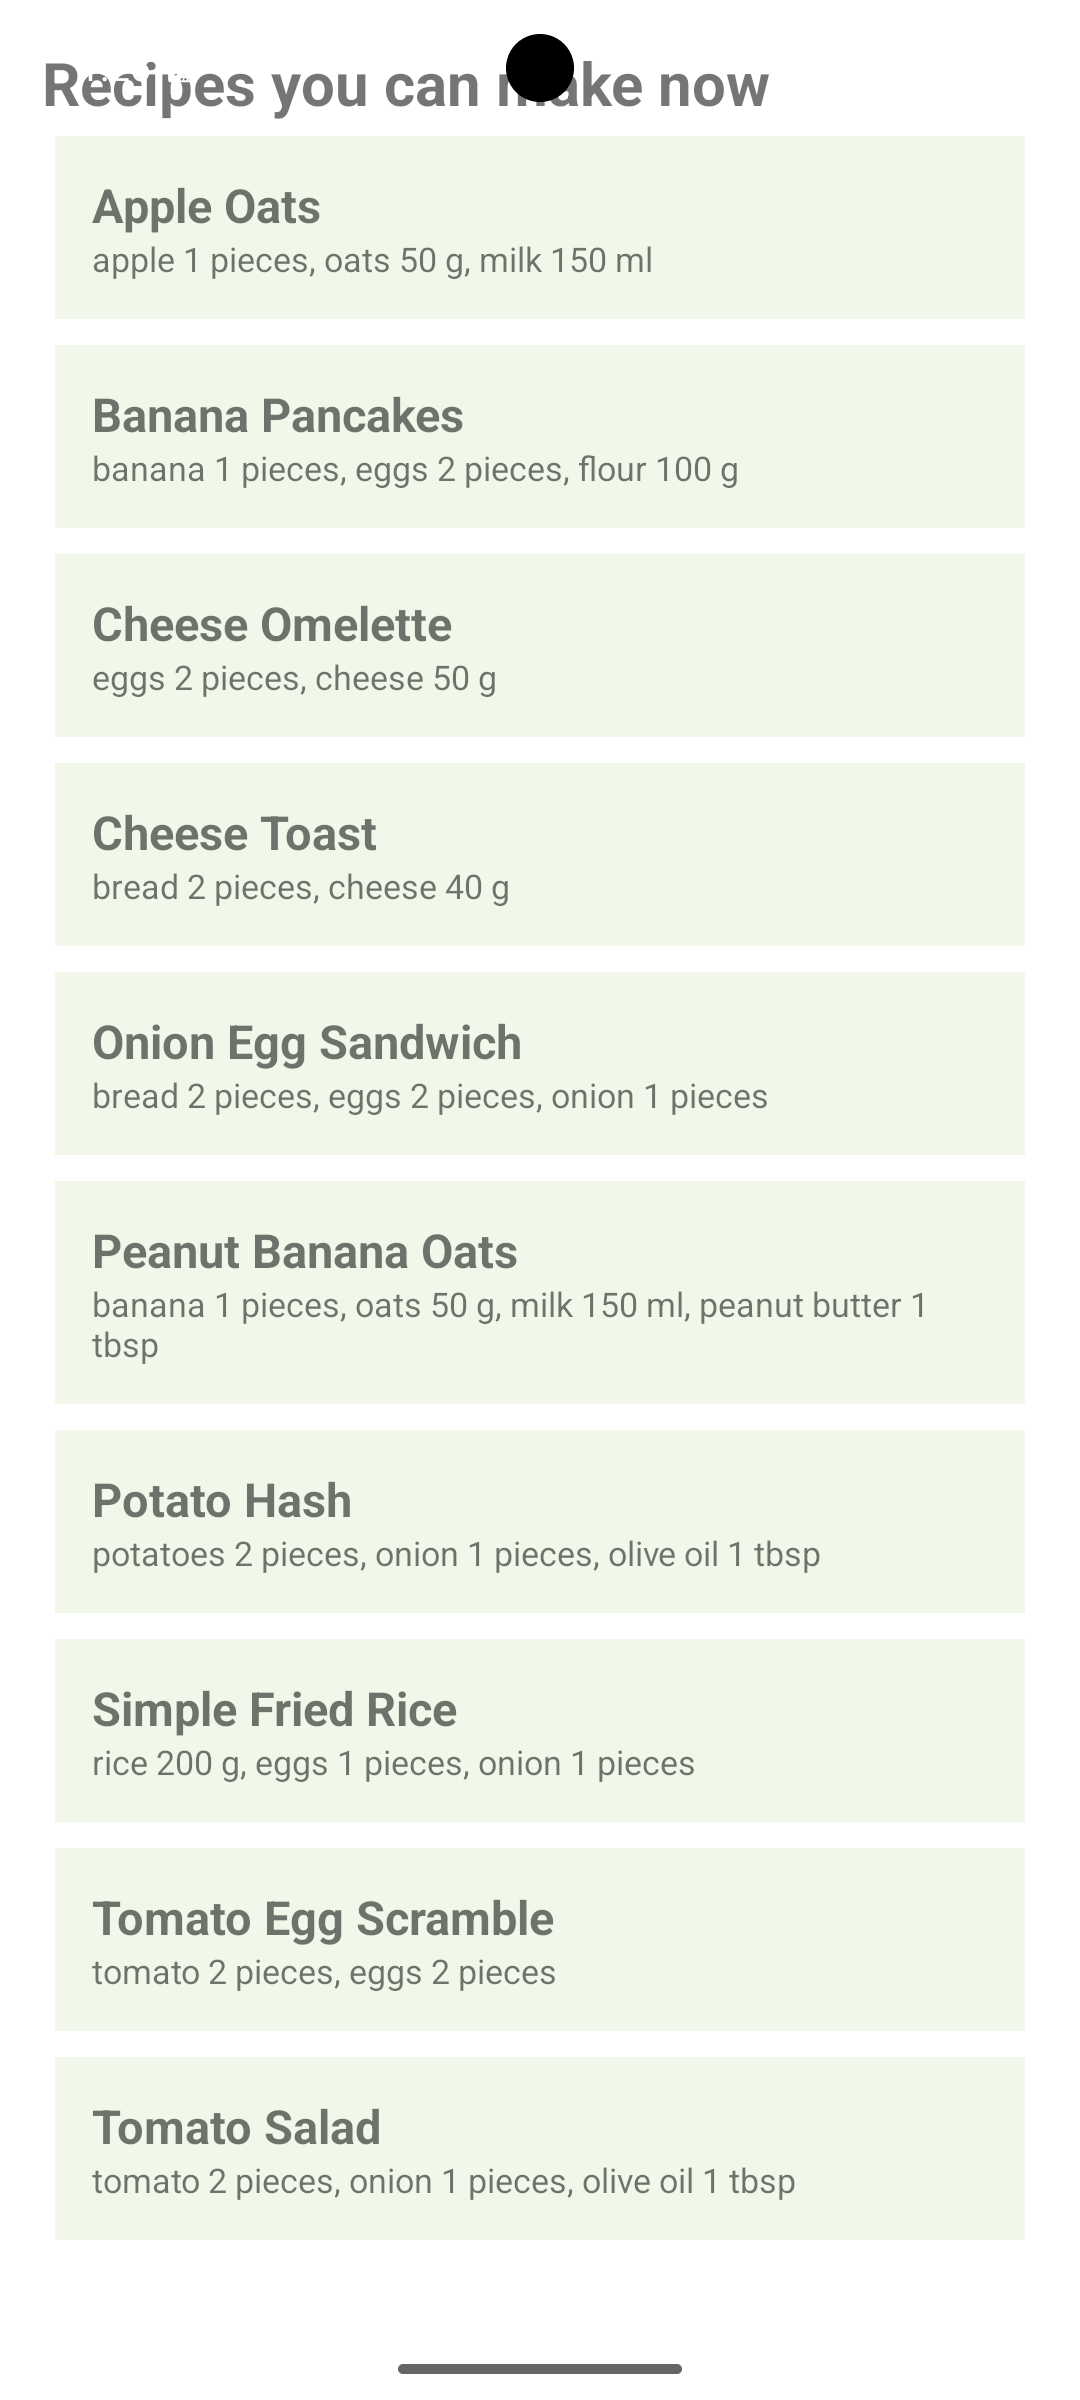 Recipes you can make now
Apple Oats
apple 1 pieces, oats 50 g, milk 150 ml
Banana Pancakes
banana 1 pieces, eggs 2 pieces, flour 100 g
Cheese Omelette
eggs 2 pieces, cheese 50 g
Cheese Toast
bread 2 pieces, cheese 40 g
Onion Egg Sandwich
bread 2 pieces, eggs 2 pieces, onion 1 pieces
Peanut Banana Oats
banana 1 pieces, oats 50 g, milk 150 ml, peanut butter 1
tbsp
Potato Hash
potatoes 2 pieces, onion 1 pieces, olive oil 1 tbsp
Simple Fried Rice
rice 200 g, eggs 1 pieces, onion 1 pieces
Tomato Egg Scramble
tomato 2 pieces, eggs 2 pieces
Tomato Salad
tomato 2 pieces, onion 1 pieces, olive oil 1 tbsp